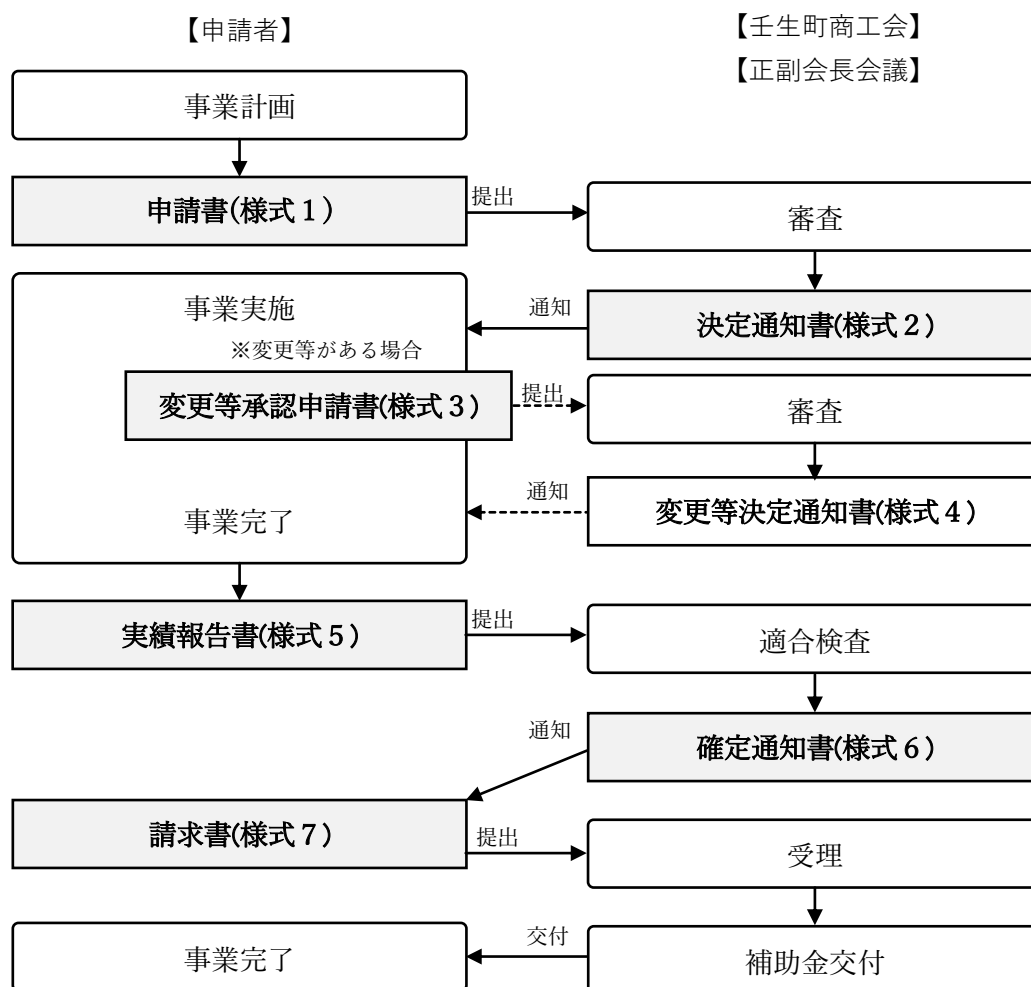 【申請者】
【壬生町商工会】
【正副会長会議】
事業計画
申請書(様式１)
提出
審査
決定通知書(様式２)
通知
事業実施
※変更等がある場合
変更等承認申請書(様式３)
提出
審査
変更等決定通知書(様式４)
通知
事業完了
実績報告書(様式５)
提出
適合検査
確定通知書(様式６)
通知
請求書(様式７)
提出
受理
補助金交付
交付
事業完了